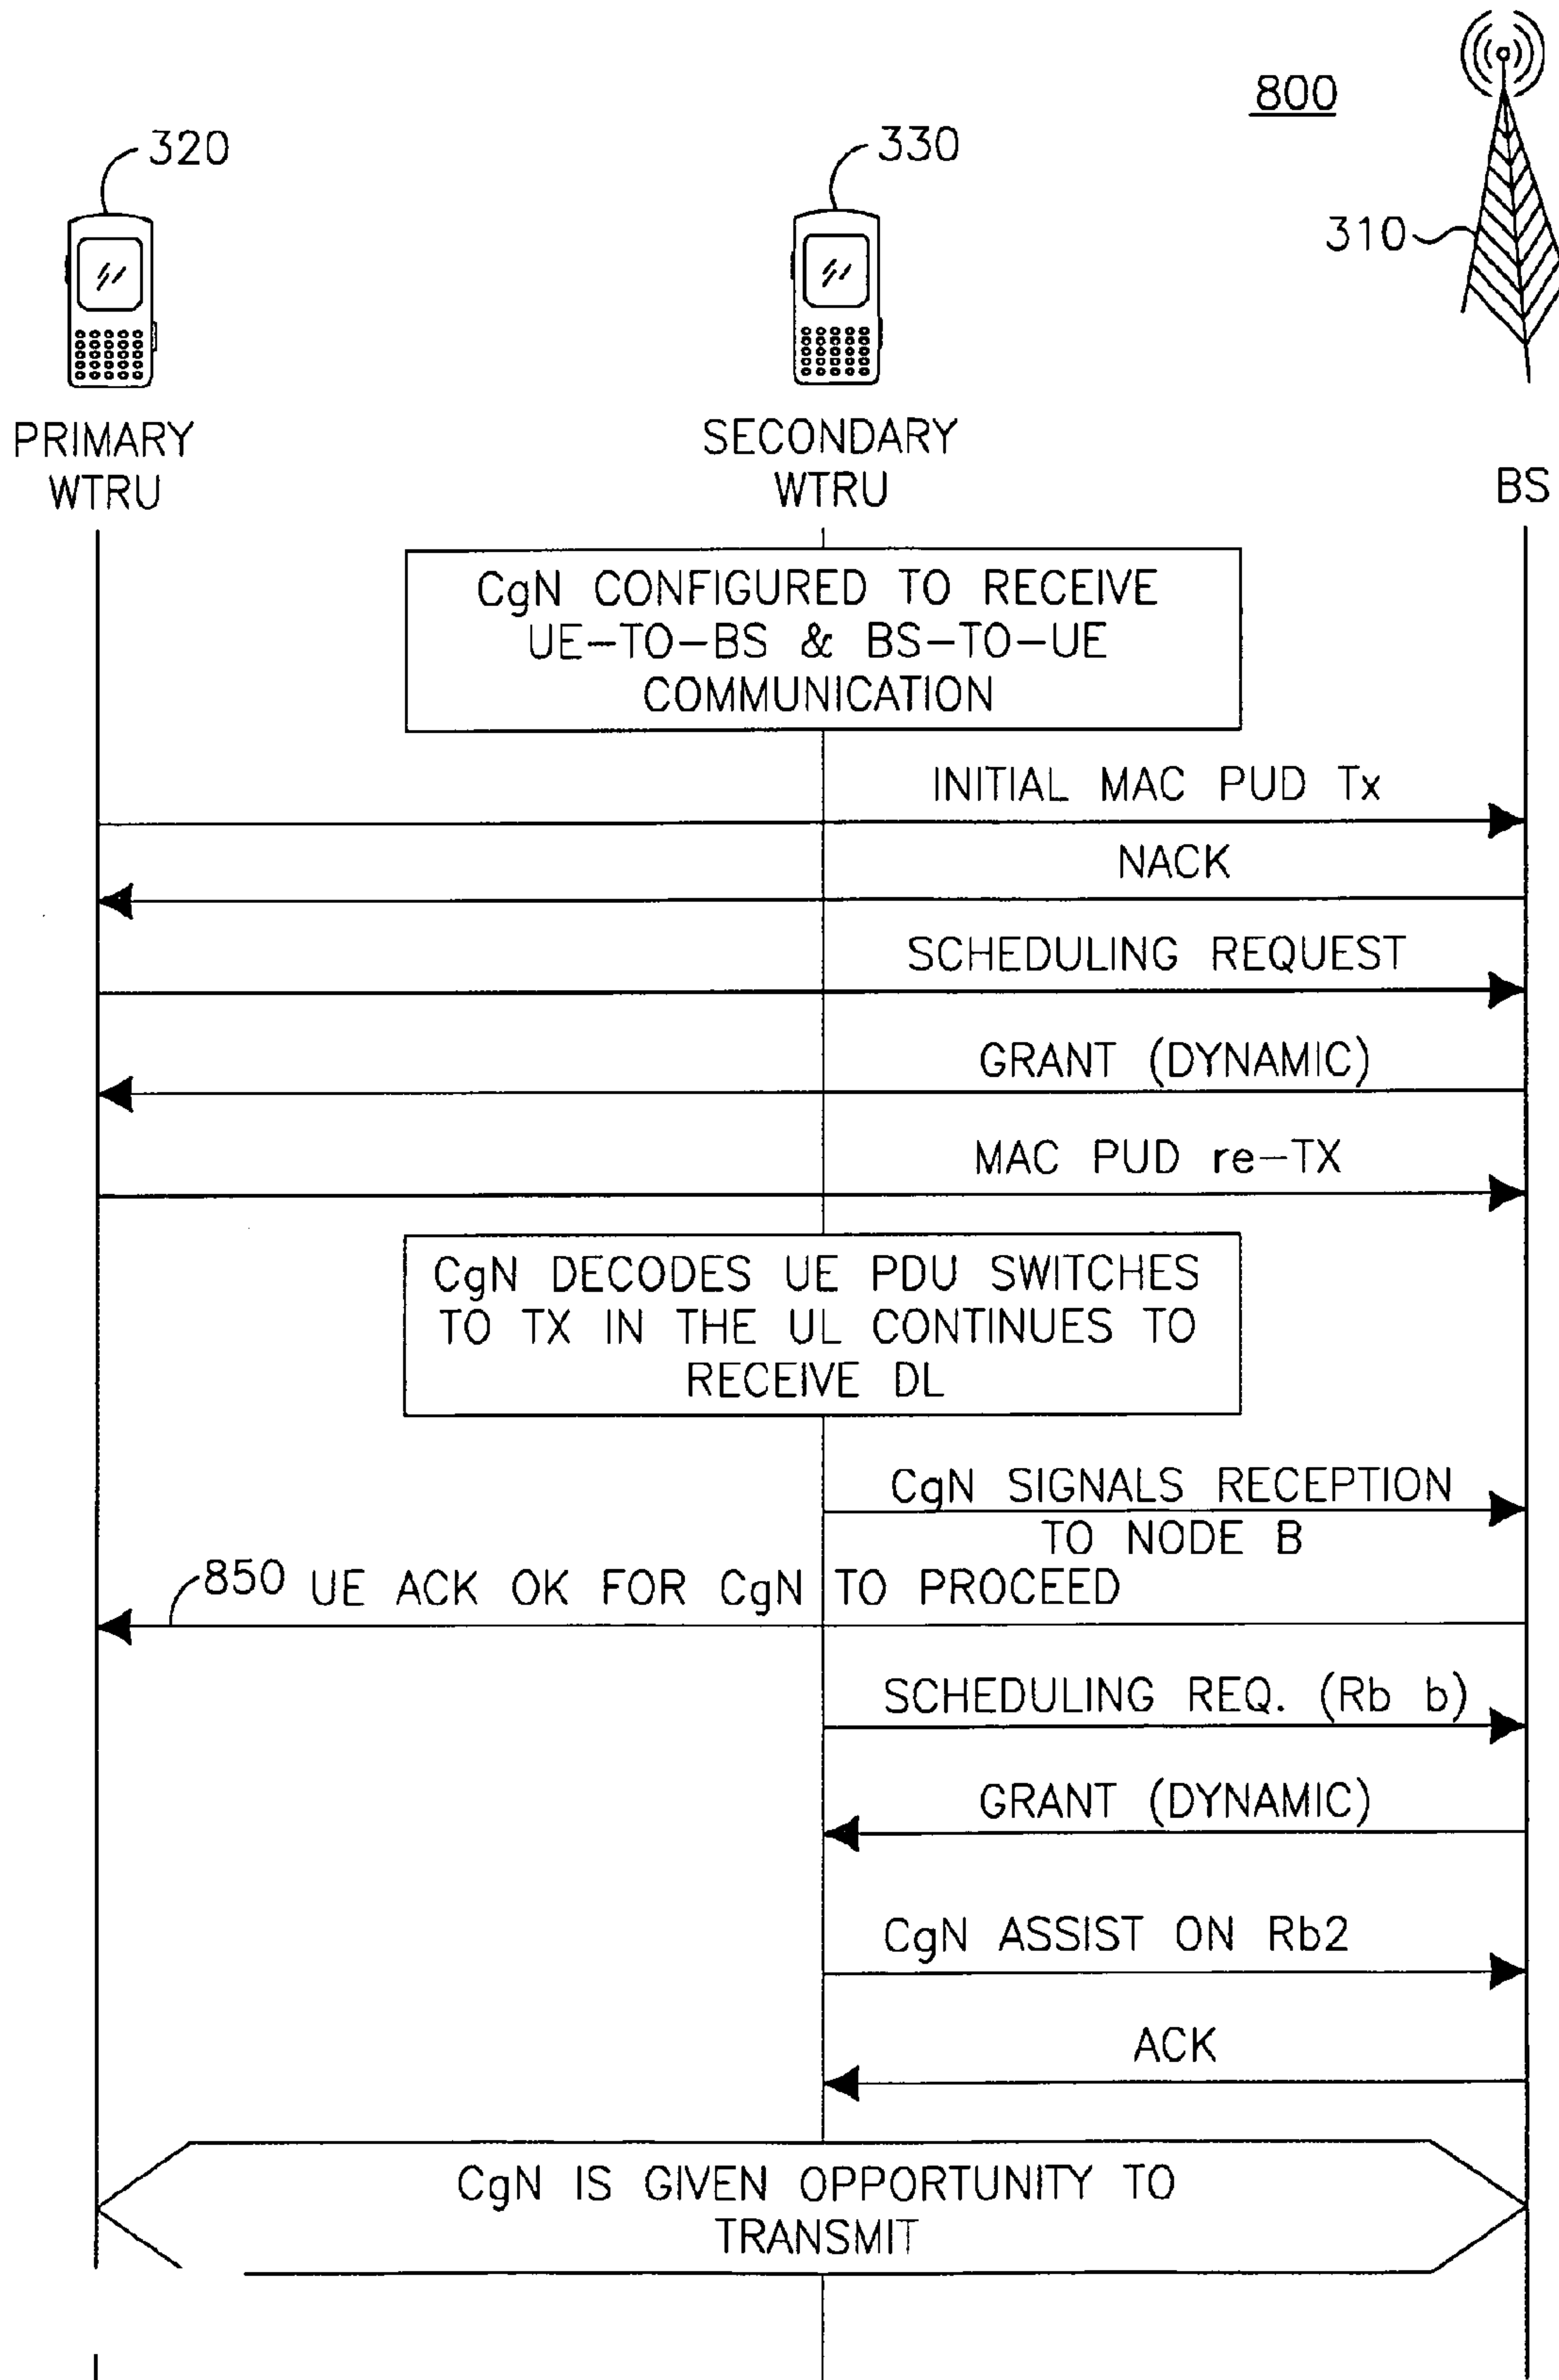 800
320
330
310
PRIMARY
WTRU
SECONDARY
WTRU
BS
CgN CONFIGURED TO RECEIVE
UE-TO-BS & BS-TO-UE
COMMUNICATION
INITIAL MAC PUD Tx
NACK
SCHEDULING REQUEST
GRANT (DYNAMIC)
MAC PUD re-TX
CgN DECODES UE PDU SWITCHES
TO TX IN THE UL CONTINUES TO
RECEIVE DL
CgN SIGNALS RECEPTION
TO NODE B
850 UE ACK OK FOR CgN TO PROCEED
SCHEDULING REQ. (Rb b)
GRANT (DYNAMIC)
CgN ASSIST ON Rb2
ACK
CgN IS GIVEN OPPORTUNITY TO
TRANSMIT